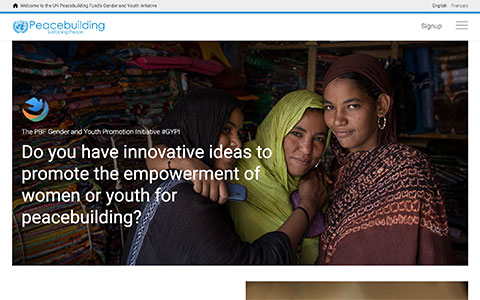 Welcome to the UN Peacebuilding Fund's Gender and Youth Initiative
English Français
Peacebuilding
Sustaining Peace
Signup
The PBF Gender and Youth Promotion Initiative #GYPI
Do you have innovative ideas to
promote the empowerment of
women or youth for
peacebuilding?